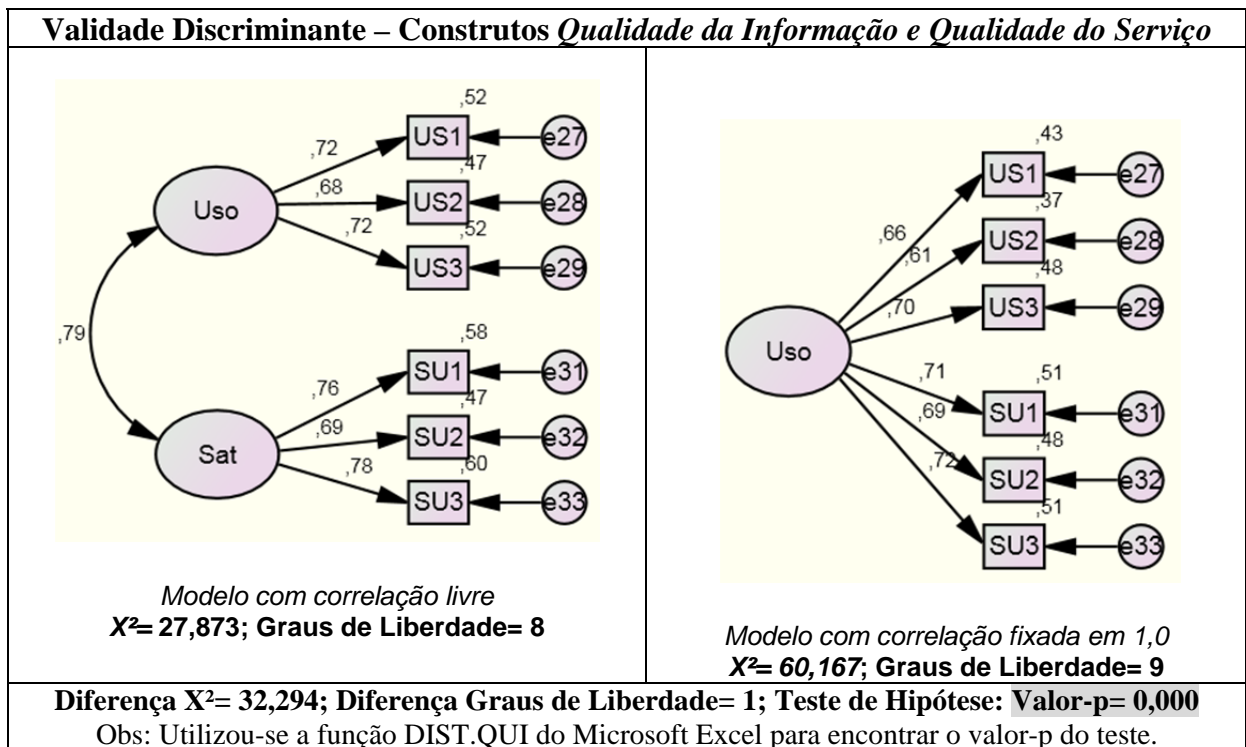 Validade Discriminante – Construtos Qualidade da Informação e Qualidade do Serviço
,52
US1
e27
,72
,47
,68
US2
e28
Uso
,72
,52
US3
e29
,79
,58
SU1
e31
,76
,47
,69
SU2
e32
Sat
,78
,60
SU3
e33
Modelo com correlação livre
X²= 27,873; Graus de Liberdade= 8
,43
US1
e27
,37
,66
US2
e28
,61
,48
,70
US3
e29
Uso
,71
,51
SU1
e31
,69
,48
,72
SU2
e32
,51
SU3
e33
Modelo com correlação fixada em 1,0
X²= 60,167; Graus de Liberdade= 9
Diferença X²= 32,294; Diferença Graus de Liberdade= 1; Teste de Hipótese: Valor-p= 0,000
Obs: Utilizou-se a função DIST.QUI do Microsoft Excel para encontrar o valor-p do teste.